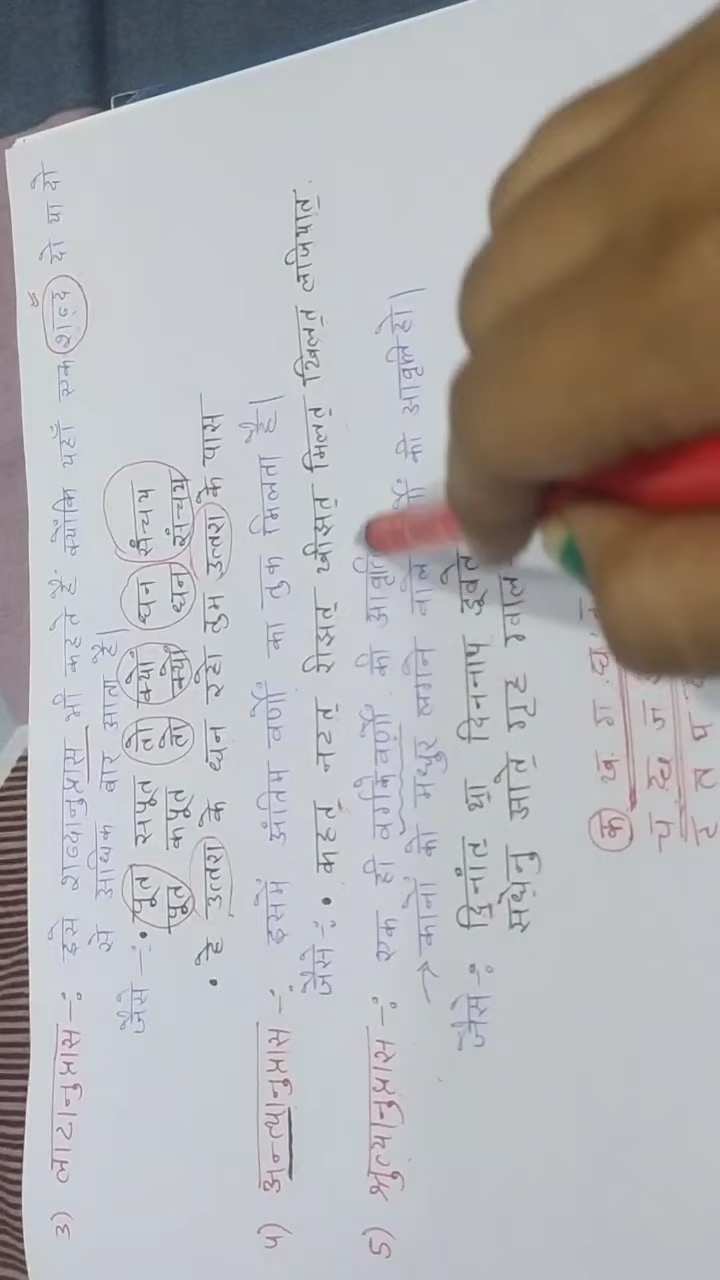 3) लाटानुप्रास -: इसे शब्दानुप्रास भी कहते हैं क्योंकि यहाँ एक शब्द दो या दो
से अधिक बार आता है।
जैसे -: • पूत सपूत तो क्यों धन संचय
पूत कपूत तो क्यों धन संचय
• हे उत्तरा के धन रहो तुम उत्तरा के पास
4) अन्त्यानुप्रास -: इसमें अंतिम वर्णों का तुक मिलता है।
जैसे -: • कहत नटत रीझत खीझत मिलत खिलत लजियात
5) श्रुत्यानुप्रास -: एक ही वर्ग के वर्णों की आवृति
→ कानों को मधुर लगने वाले की आवृति हो।
जैसे -: दिनांत था दिननाथ डूबते
सधेनु आते गृह ग्वाल
क ख ग घ
च छ ज
ट त प